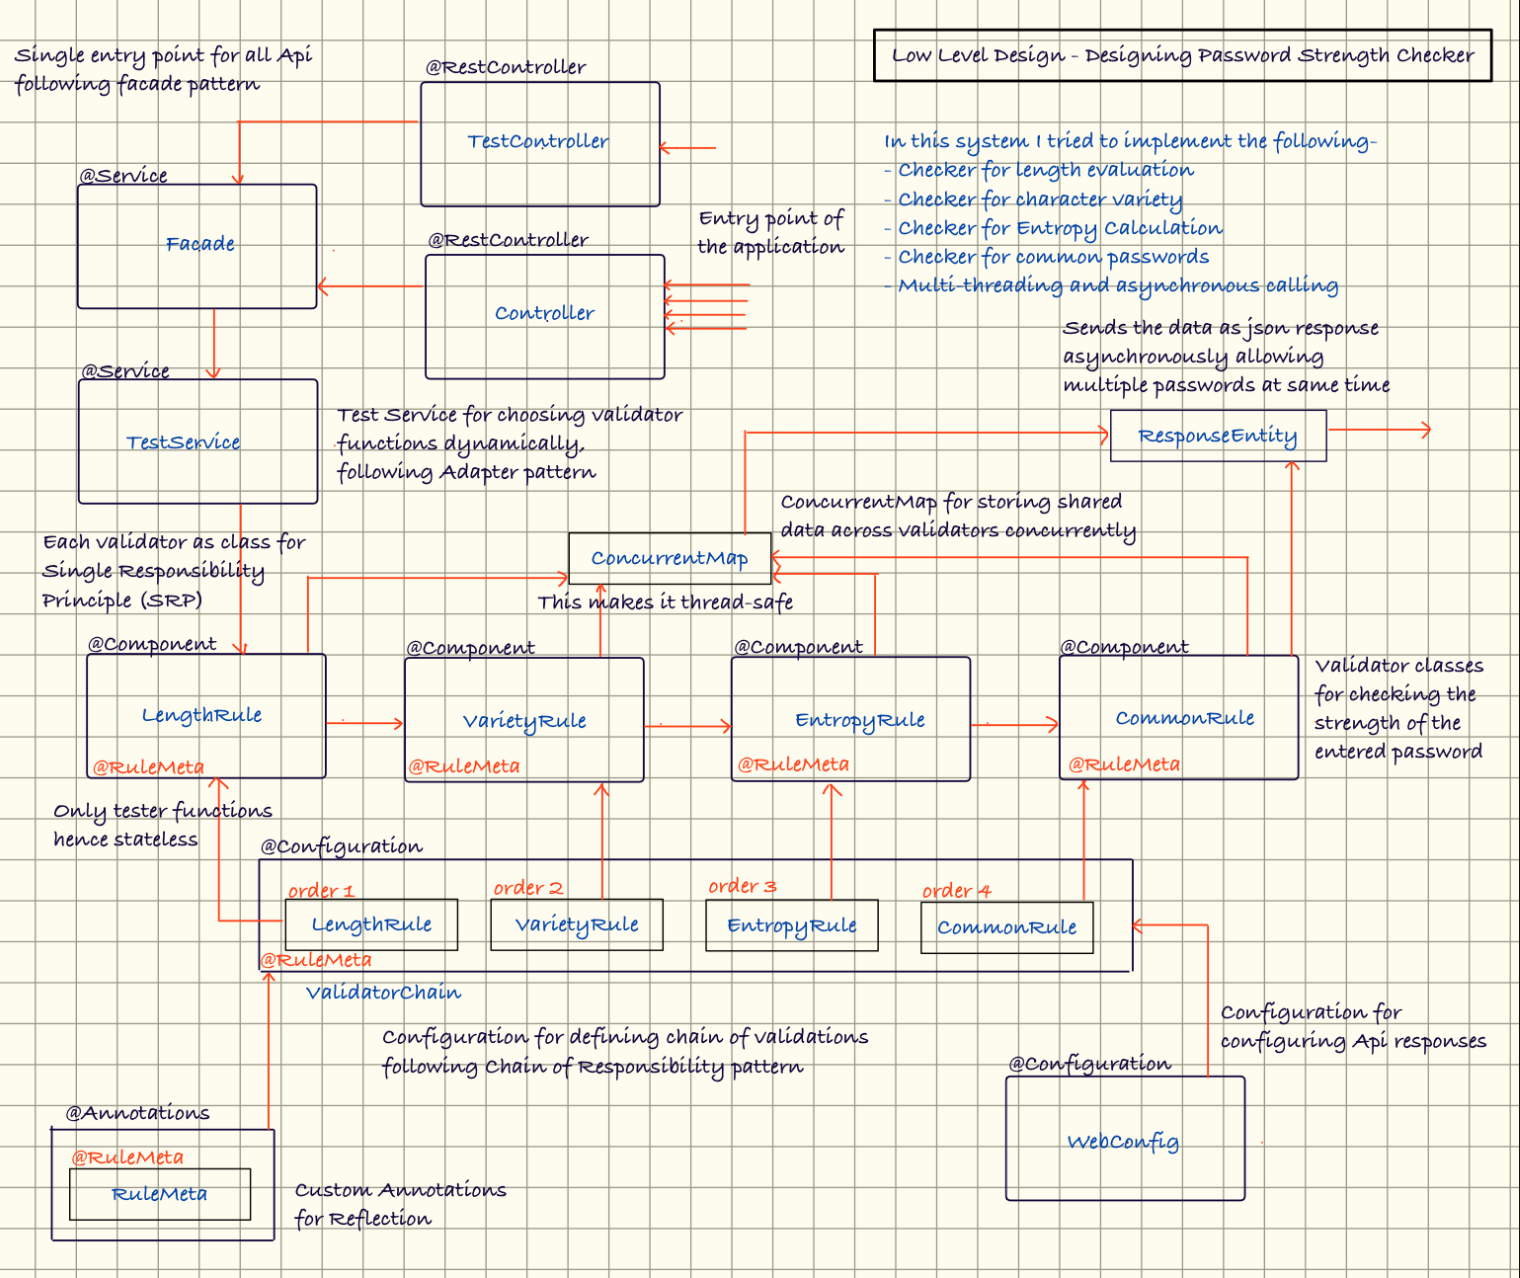 Low Level Design - Designing Password Strength Checker
Single entry point for all Api
following facade pattern
@RestController
TestController
In this system I tried to implement the following-
- Checker for length evaluation
- Checker for character variety
- Checker for Entropy Calculation
- Checker for common passwords
- Multi-threading and asynchronous calling
@Service
Facade
Entry point of
the application
@RestController
Controller
Sends the data as json response
asynchronously allowing
multiple passwords at same time
@Service
TestService
Test Service for choosing validator
functions dynamically,
following Adapter pattern
ResponseEntity
ConcurrentMap for storing shared
data across validators concurrently
Each validator as class for
Single Responsibility
Principle (SRP)
ConcurrentMap
This makes it thread-safe
@Component
LengthRule
@RuleMeta
@Component
VarietyRule
@RuleMeta
@Component
EntropyRule
@RuleMeta
@Component
CommonRule
@RuleMeta
Validator classes
for checking the
strength of the
entered password
Only tester functions
hence stateless
@Configuration
order 1
LengthRule
order 2
VarietyRule
order 3
EntropyRule
order 4
CommonRule
@RuleMeta
ValidatorChain
Configuration for defining chain of validations
following Chain of Responsibility pattern
Configuration for
configuring Api responses
@Configuration
WebConfig
@Annotations
@RuleMeta
RuleMeta
Custom Annotations
for Reflection